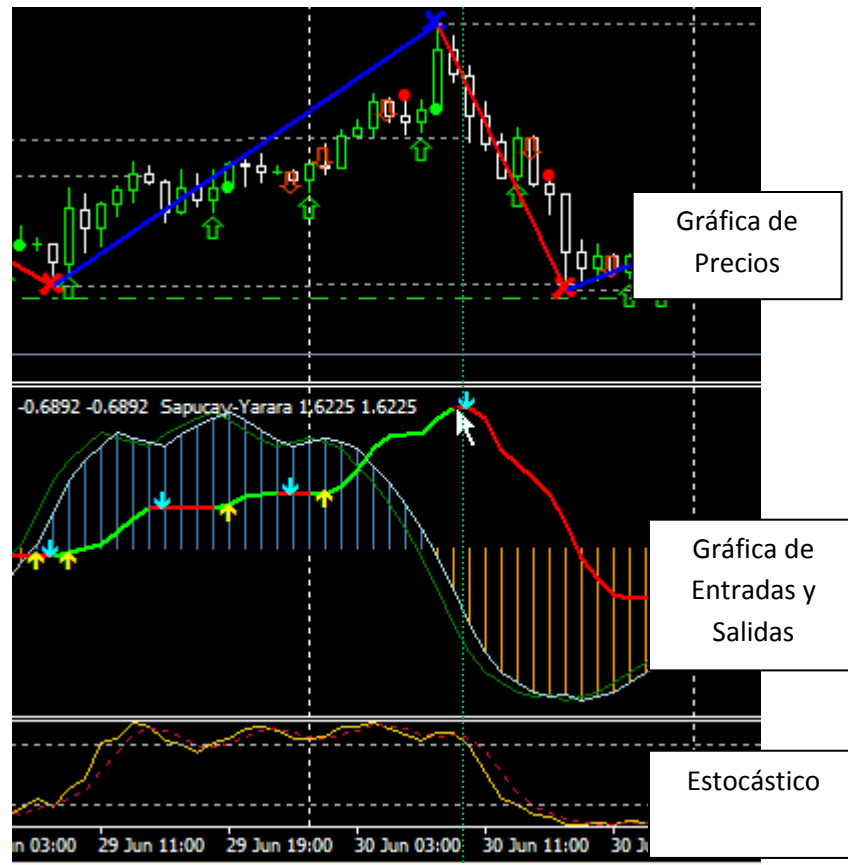 Gráfica de
Precios
-0.6892 -0.6892 Sapucay-Yarara 1.6225 1.6225
Gráfica de
Entradas y
Salidas
Estocástico
n 03:00 29 Jun 11:00 29 Jun 19:00 30 Jun 03:00 30 Jun 11:00 30 J